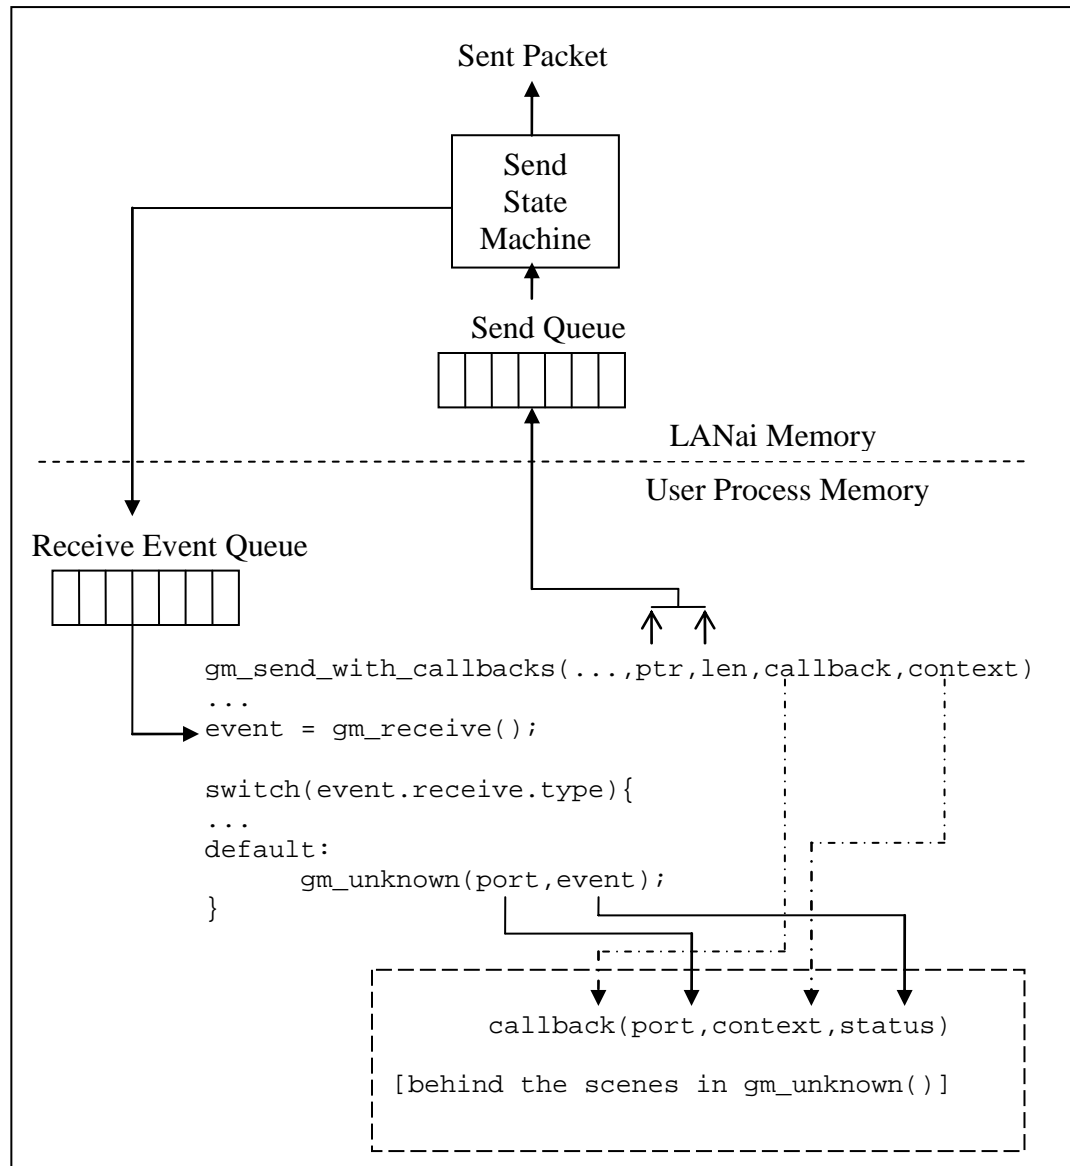 Sent Packet
Send
State
Machine
Send Queue
LANai Memory
User Process Memory
Receive Event Queue
gm_send_with_callbacks(...,ptr,len,callback,context)
...
event = gm_receive();
switch(event.receive.type){
...
default:
gm_unknown(port,event);
}
callback(port,context,status)
[behind the scenes in gm_unknown()]